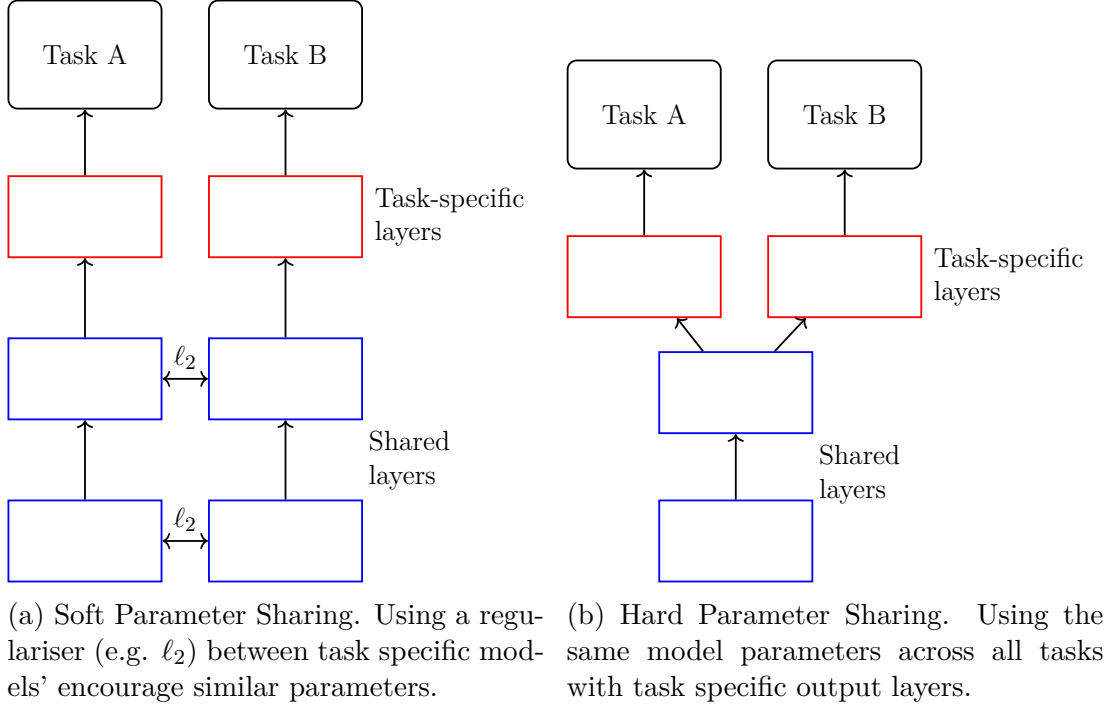 Task A
Task B
Task-specific
layers
ℓ2
Shared
layers
ℓ2
(a) Soft Parameter Sharing. Using a regu-
lariser (e.g. ℓ2) between task specific mod-
els’ encourage similar parameters.
Task A
Task B
Task-specific
layers
Shared
layers
(b) Hard Parameter Sharing. Using the
same model parameters across all tasks
with task specific output layers.